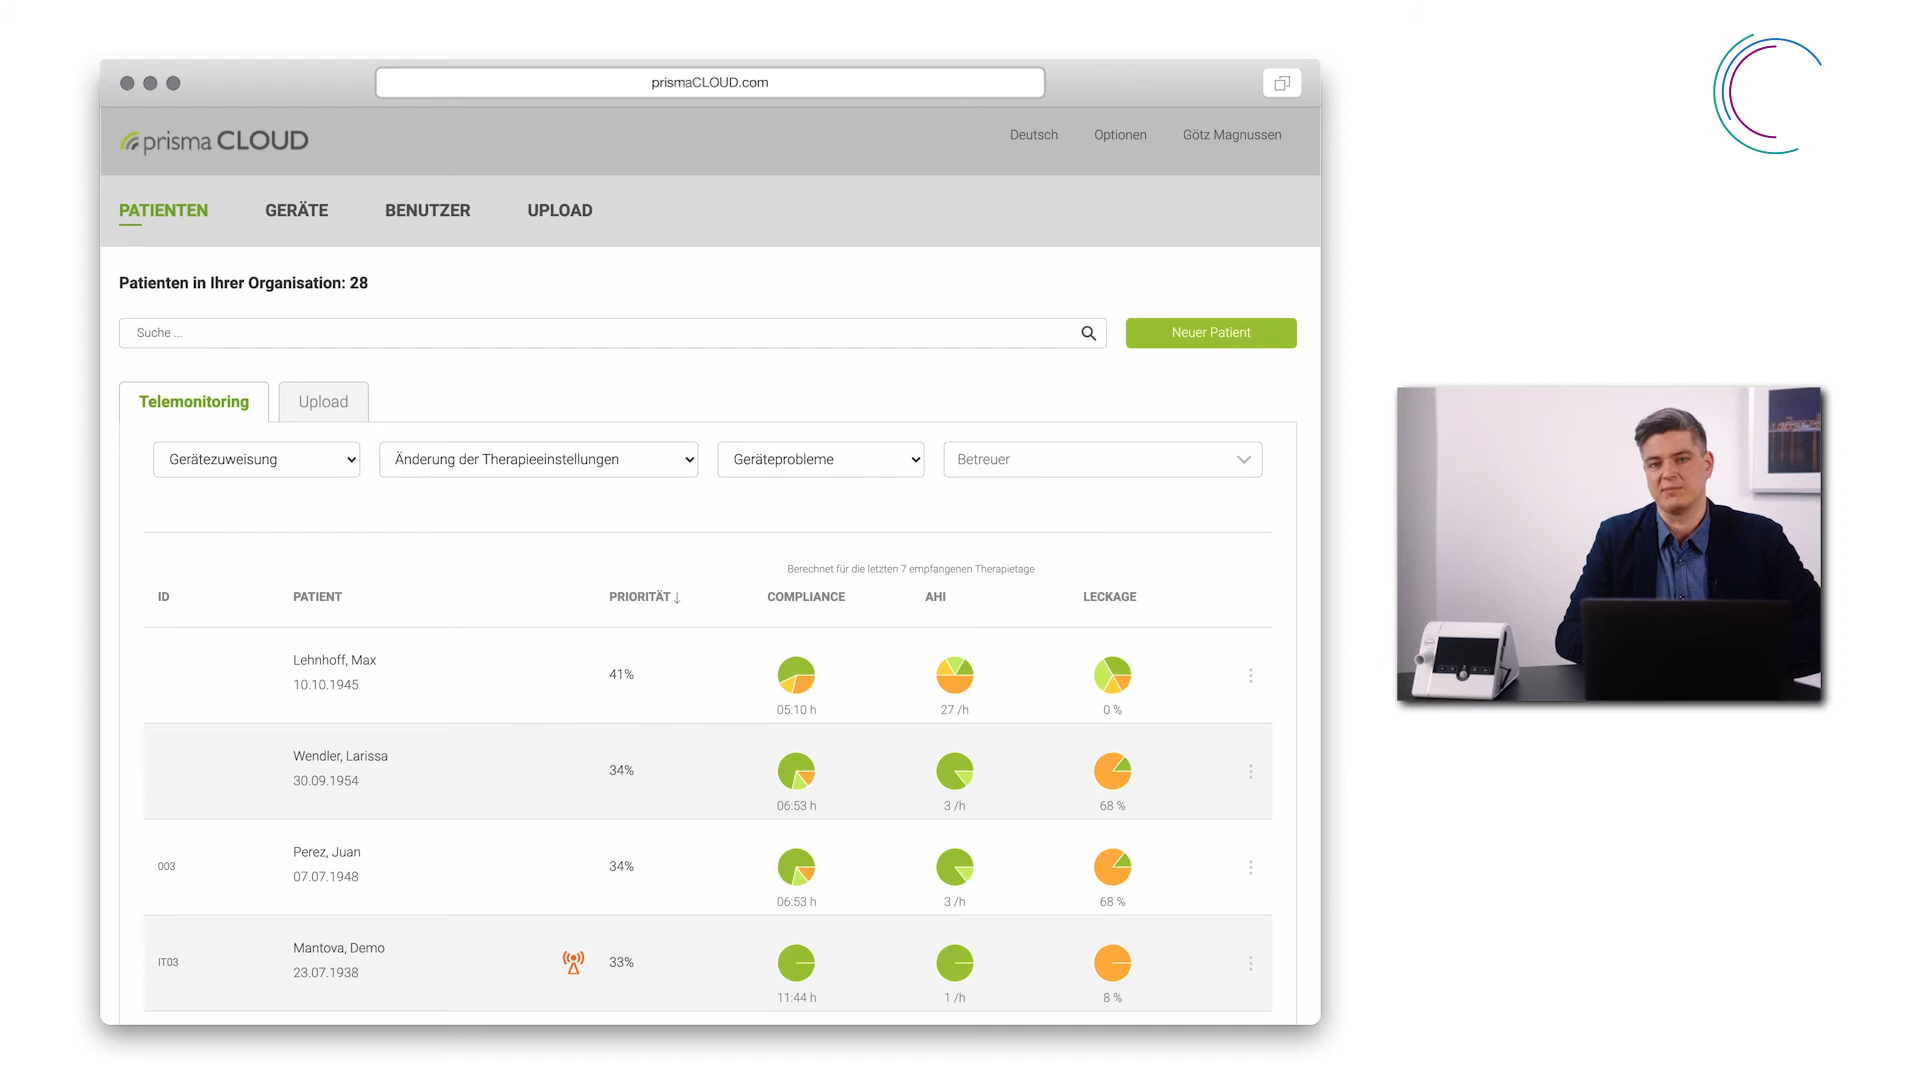 prismaCLOUD.com
prisma CLOUD
Deutsch Optionen Götz Magnussen
PATIENTEN GERÄTE BENUTZER UPLOAD
Patienten in Ihrer Organisation: 28
Suche ...
Neuer Patient
Telemonitoring Upload
Gerätezuweisung Änderung der Therapieeinstellungen Geräteprobleme Betreuer
Berechnet für die letzten 7 empfangenen Therapietage
ID PATIENT PRIORITÄT↓ COMPLIANCE AHI LECKAGE
Lehnhoff, Max
10.10.1945
41%
05:10 h 27 /h 0 %
Wendler, Larissa
30.09.1954
34%
06:53 h 3 /h 68 %
003
Perez, Juan
07.07.1948
34%
06:53 h 3 /h 68 %
IT03
Mantova, Demo
23.07.1938
33%
11:44 h 1 /h 8 %